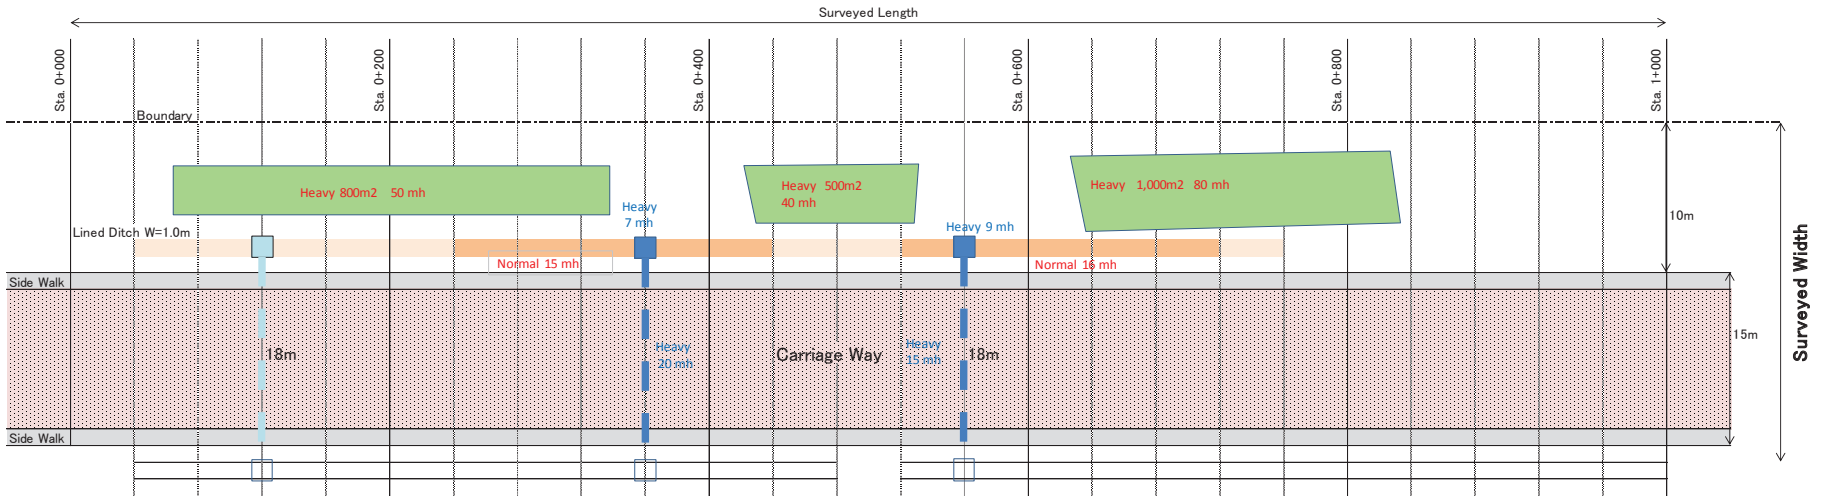 Surveyed Length
Sta. 0+000
Sta. 0+200
Sta. 0+400
Sta. 0+600
Sta. 0+800
Sta. 1+000
Boundary
Heavy 800m2 50 mh
Heavy 500m2
40 mh
Heavy 1,000m2 80 mh
Heavy
7 mh
Heavy 9 mh
Lined Ditch W=1.0m
10m
Normal 15 mh
Normal 16 mh
Side Walk
18m
Heavy
20 mh
Carriage Way
Heavy
15 mh
18m
15m
Surveyed Width
Side Walk